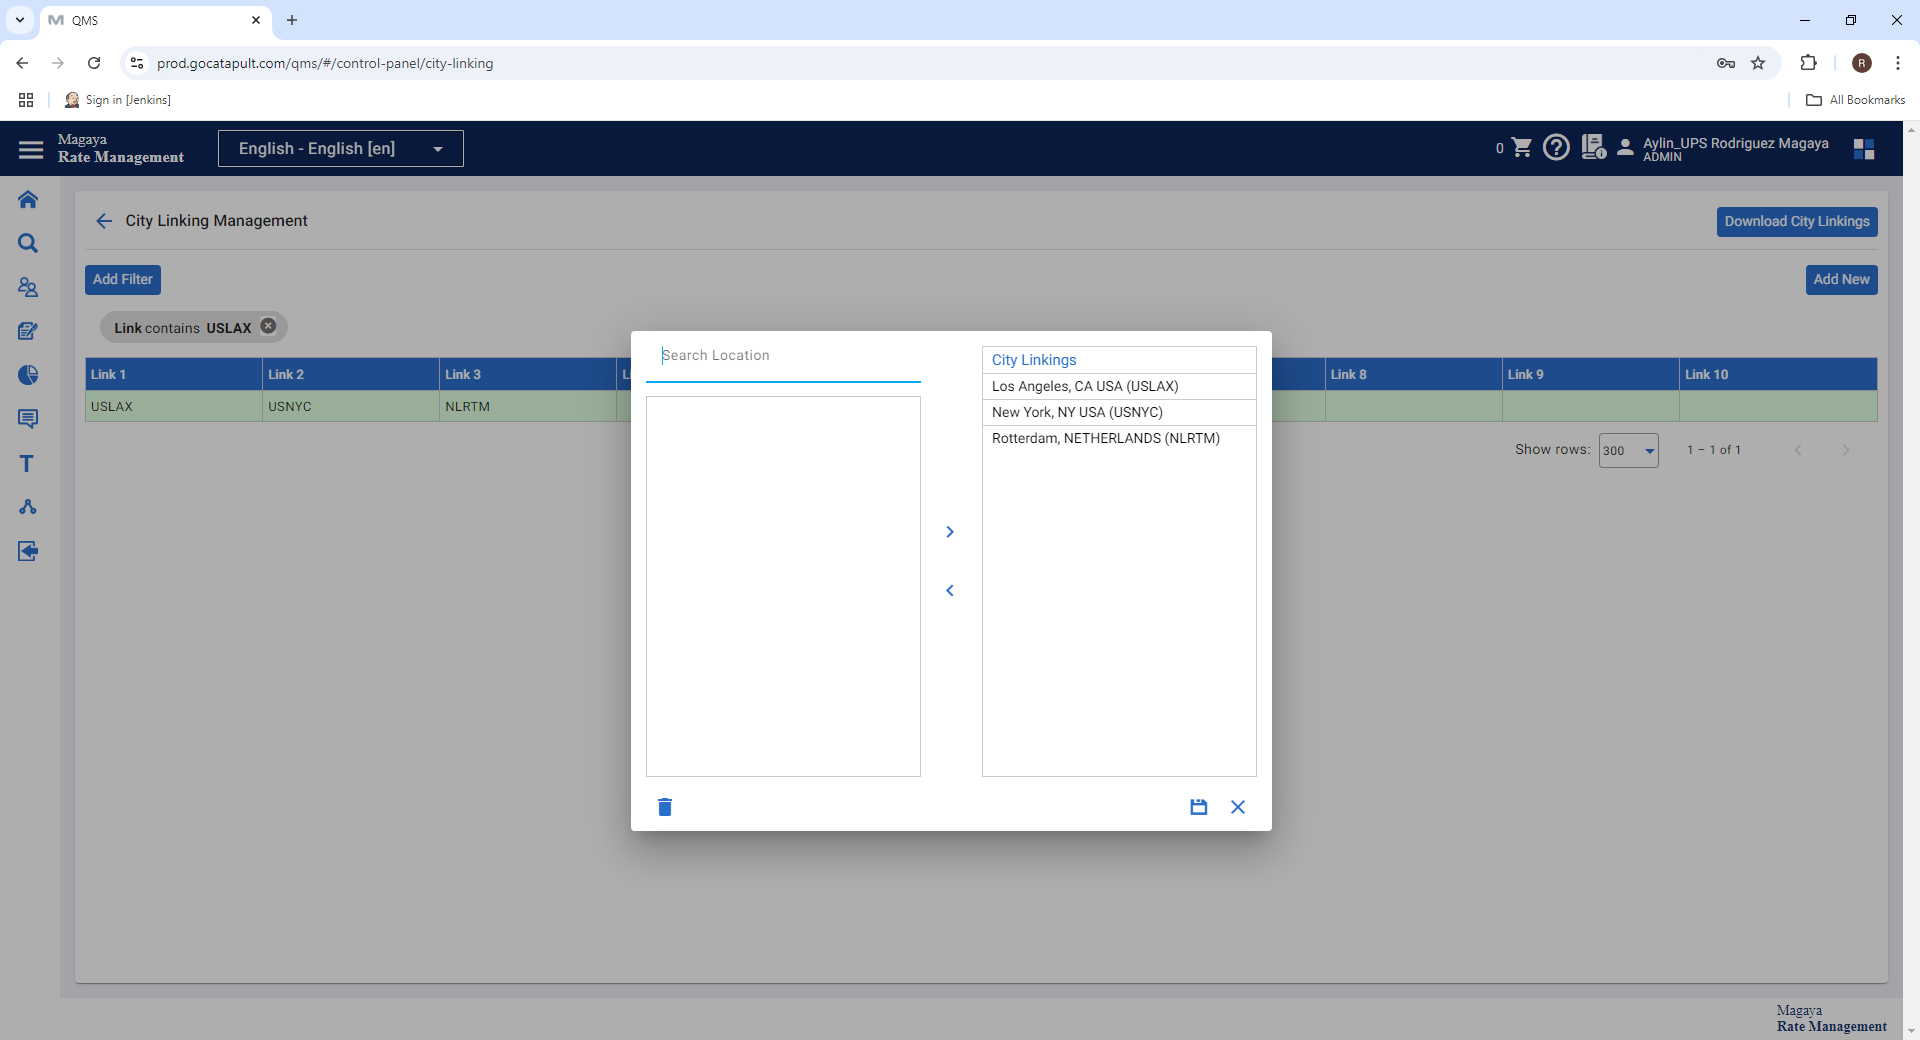 QMS
prod.gocatapult.com/qms/#/control-panel/city-linking
R
Sign in [Jenkins]
All Bookmarks
Magaya
Rate Management
English - English [en]
0
Aylin_UPS Rodriguez Magaya
ADMIN
City Linking Management
Download City Linkings
Add Filter
Add New
Link contains USLAX
Link 1
Link 2
Link 3
Link 8
Link 9
Link 10
USLAX
USNYC
NLRTM
Show rows: 300
1 – 1 of 1
Search Location
City Linkings
Los Angeles, CA USA (USLAX)
New York, NY USA (USNYC)
Rotterdam, NETHERLANDS (NLRTM)
T
Magaya
Rate Management